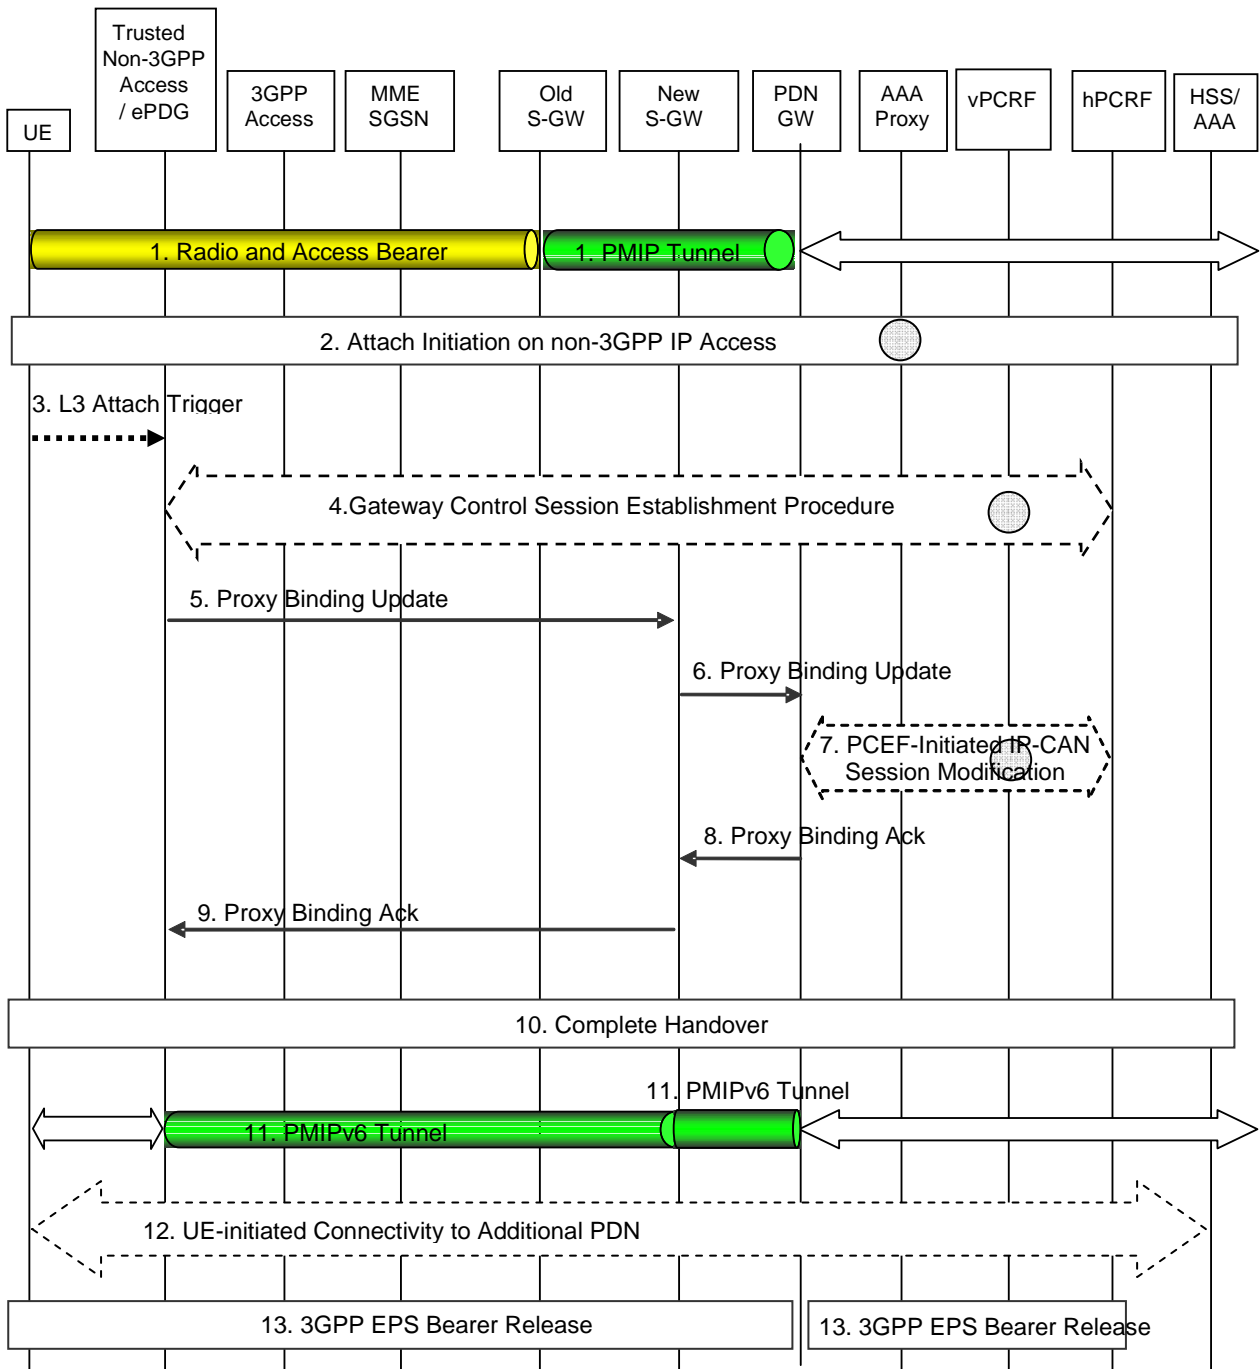 Trusted
Non-3GPP
Access
/ ePDG
UE
3GPP
Access
MME
SGSN
Old
S-GW
New
S-GW
PDN
GW
AAA
Proxy
vPCRF
hPCRF
HSS/
AAA
1. Radio and Access Bearer
1. PMIP Tunnel
2. Attach Initiation on non-3GPP IP Access
3. L3 Attach Trigger
4.Gateway Control Session Establishment Procedure
5. Proxy Binding Update
6. Proxy Binding Update
7. PCEF-Initiated IP-CAN
Session Modification
8. Proxy Binding Ack
9. Proxy Binding Ack
10. Complete Handover
11. PMIPv6 Tunnel
11. PMIPv6 Tunnel
12. UE-initiated Connectivity to Additional PDN
13. 3GPP EPS Bearer Release
13. 3GPP EPS Bearer Release